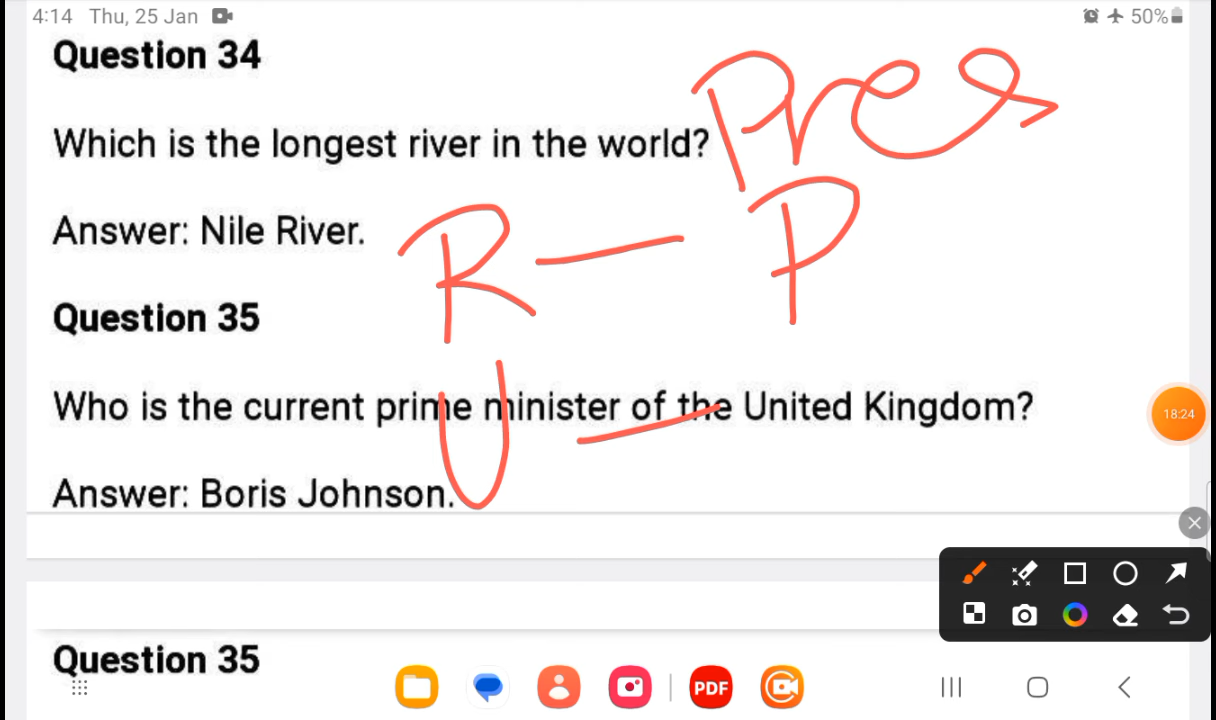 4:14 Thu, 25 Jan 50%
Question 34
Pres
Which is the longest river in the world?
Answer: Nile River.
R — P
Question 35
Who is the current prime minister of the United Kingdom?
U —
Answer: Boris Johnson.
18:24
Question 35
PDF